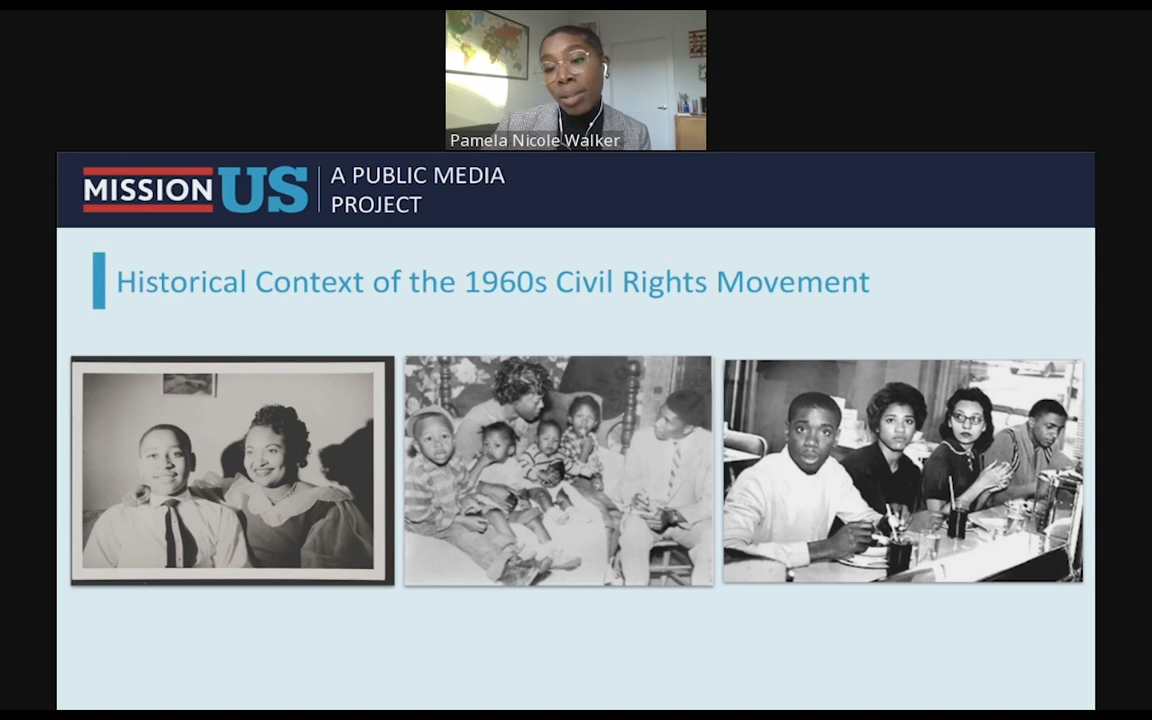 Pamela Nicole Walker
MISSION US
A PUBLIC MEDIA
PROJECT
Historical Context of the 1960s Civil Rights Movement